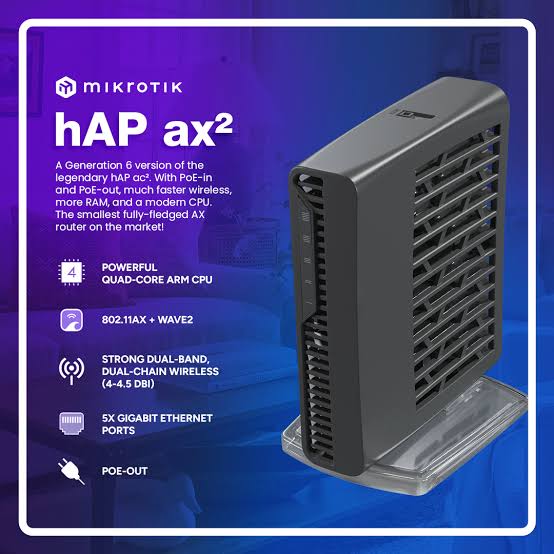 mikrotik
hAP ax²
A Generation 6 version of the
legendary hAP ac². With PoE-in
and PoE-out, much faster wireless,
more RAM, and a modern CPU.
The smallest fully-fledged AX
router on the market!
4
POWERFUL
QUAD-CORE ARM CPU
802.11AX + WAVE2
STRONG DUAL-BAND,
DUAL-CHAIN WIRELESS
(4-4.5 DBI)
5X GIGABIT ETHERNET
PORTS
POE-OUT